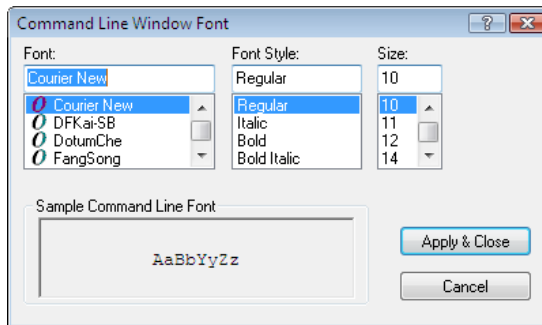 Command Line Window Font
Font: Font Style: Size:
Courier New Regular 10
Courier New Regular 10
DFKai-SB Italic 11
DotumChe Bold 12
FangSong Bold Italic 14
Sample Command Line Font
AaBbYyZz
Apply & Close
Cancel